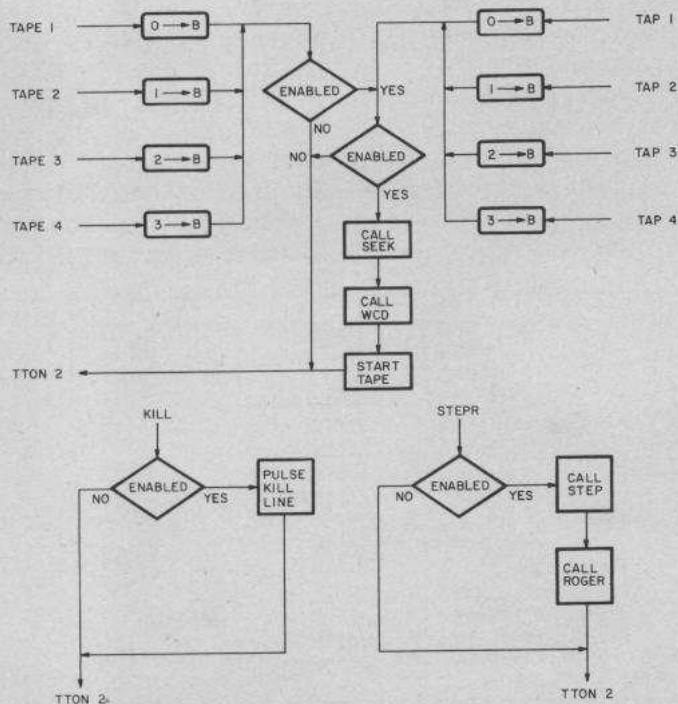 TAPE 1
0→B
0→B
TAP 1
TAPE 2
1→B
ENABLED
YES
1→B
TAP 2
NO
TAPE 3
2→B
NO
ENABLED
2→B
TAP 3
YES
TAPE 4
3→B
3→B
TAP 4
CALL
SEEK
CALL
WCD
TTON 2
START
TAPE
KILL
ENABLED
NO
YES
PULSE
KILL
LINE
TTON 2
STEPR
ENABLED
NO
YES
CALL
STEP
CALL
ROGER
TTON 2